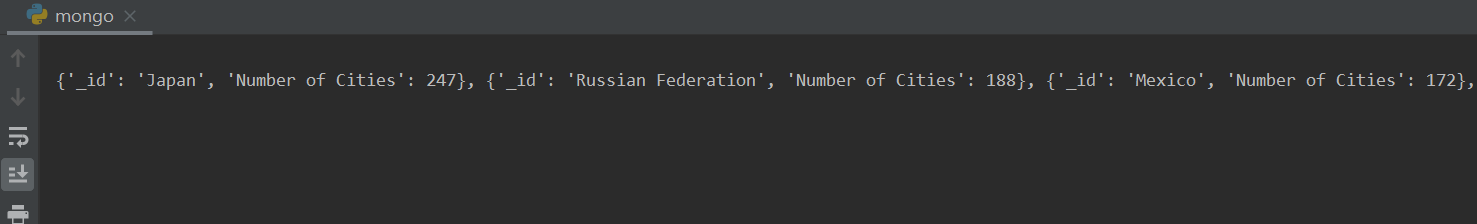 mongo
{'_id': 'Japan', 'Number of Cities': 247}, {'_id': 'Russian Federation', 'Number of Cities': 188}, {'_id': 'Mexico', 'Number of Cities': 172},